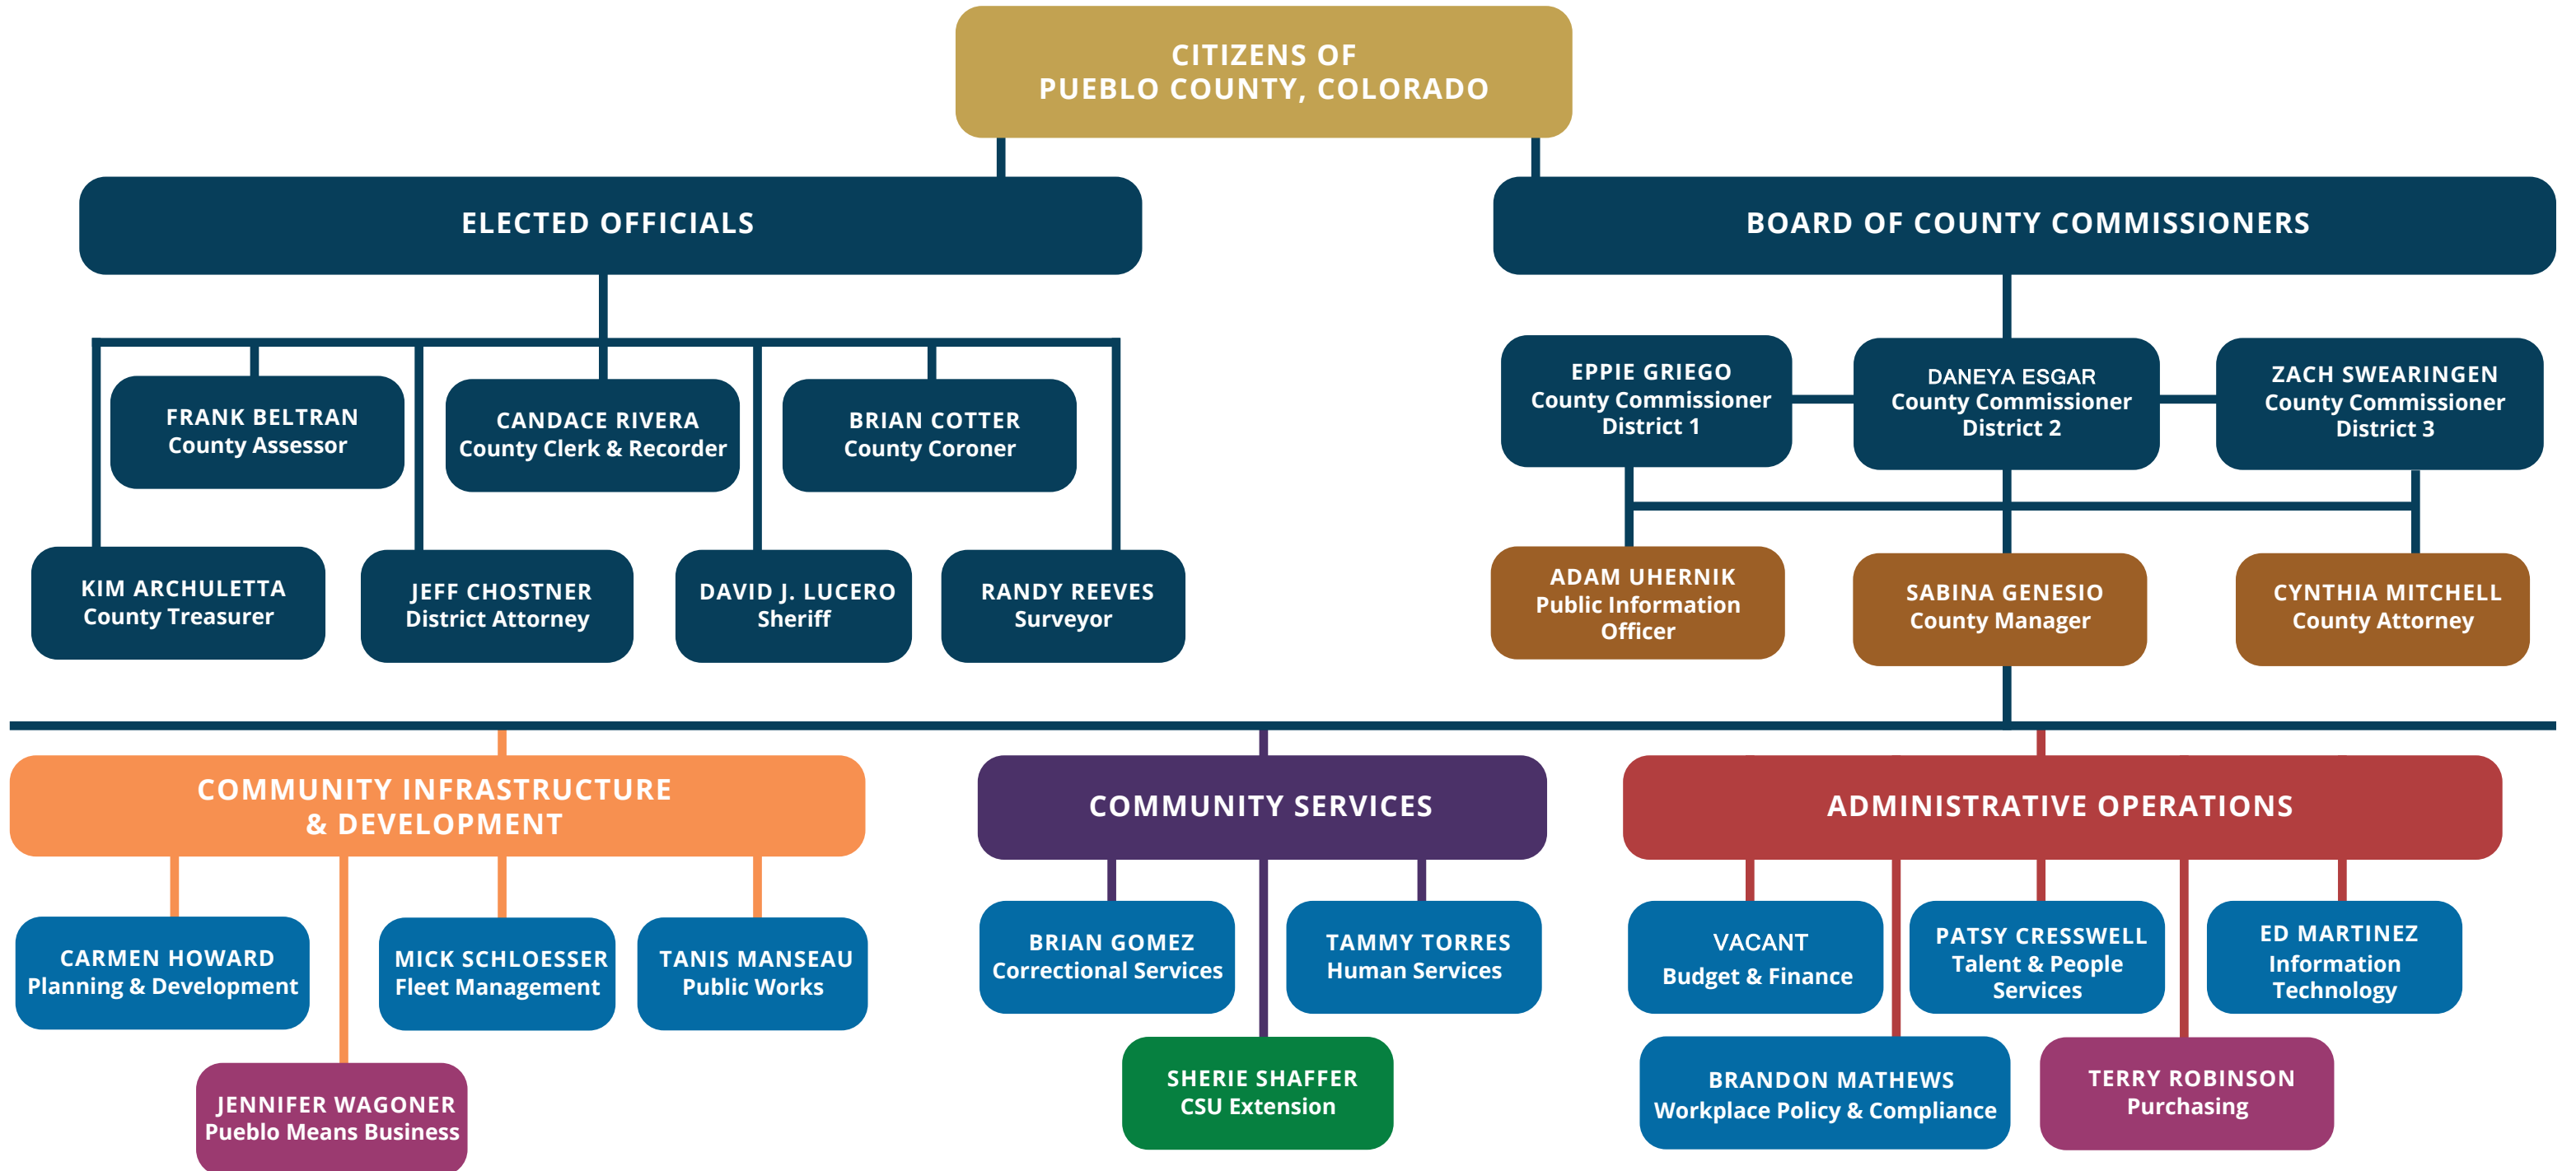 CITIZENS OF
PUEBLO COUNTY, COLORADO
ELECTED OFFICIALS
BOARD OF COUNTY COMMISSIONERS
FRANK BELTRAN
County Assessor
CANDACE RIVERA
County Clerk & Recorder
BRIAN COTTER
County Coroner
KIM ARCHULETTA
County Treasurer
JEFF CHOSTNER
District Attorney
DAVID J. LUCERO
Sheriff
RANDY REEVES
Surveyor
EPPIE GRIEGO
County Commissioner
District 1
DANEYA ESGAR
County Commissioner
District 2
ZACH SWEARINGEN
County Commissioner
District 3
ADAM UHERNIK
Public Information
Officer
SABINA GENESIO
County Manager
CYNTHIA MITCHELL
County Attorney
COMMUNITY INFRASTRUCTURE
& DEVELOPMENT
CARMEN HOWARD
Planning & Development
MICK SCHLOESSER
Fleet Management
TANIS MANSEAU
Public Works
JENNIFER WAGONER
Pueblo Means Business
COMMUNITY SERVICES
BRIAN GOMEZ
Correctional Services
TAMMY TORRES
Human Services
SHERIE SHAFFER
CSU Extension
ADMINISTRATIVE OPERATIONS
VACANT
Budget & Finance
PATSY CRESSWELL
Talent & People
Services
ED MARTINEZ
Information
Technology
BRANDON MATHEWS
Workplace Policy & Compliance
TERRY ROBINSON
Purchasing